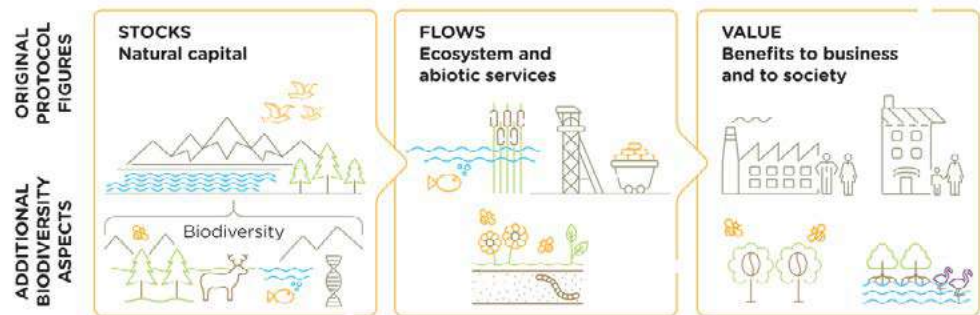 ORIGINAL
PROTOCOL
FIGURES
STOCKS
Natural capital
FLOWS
Ecosystem and
abiotic services
VALUE
Benefits to business
and to society
ADDITIONAL
BIODIVERSITY
ASPECTS
Biodiversity